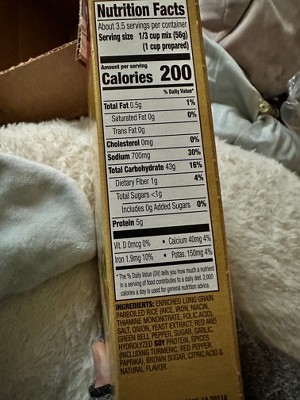 Nutrition Facts
About 3.5 servings per container
Serving size 1/3 cup mix (56g)
(1 cup prepared)
Amount per serving
Calories 200
% Daily Value*
Total Fat 0.5g 1%
Saturated Fat 0g 0%
Trans Fat 0g
Cholesterol 0mg 0%
Sodium 700mg 30%
Total Carbohydrate 43g 16%
Dietary Fiber 1g 4%
Total Sugars <1g
Includes 0g Added Sugars 0%
Protein 5g
Vit. D 0mcg 0% • Calcium 40mg 4%
Iron 1.9mg 10% • Potas. 150mg 4%
* The % Daily Value (DV) tells you how much a nutrient
in a serving of food contributes to a daily diet. 2,000
calories a day is used for general nutrition advice.
INGREDIENTS: ENRICHED LONG GRAIN
PARBOILED RICE (RICE, IRON, NIACIN,
THIAMINE MONONITRATE, FOLIC ACID),
SALT, ONION, YEAST EXTRACT, RED AND
GREEN BELL PEPPER, SUGAR, GARLIC,
HYDROLYZED SOY PROTEIN, SPICES
(INCLUDING TURMERIC, RED PEPPER,
PAPRIKA), BROWN SUGAR, CITRIC ACID &
NATURAL FLAVOR.